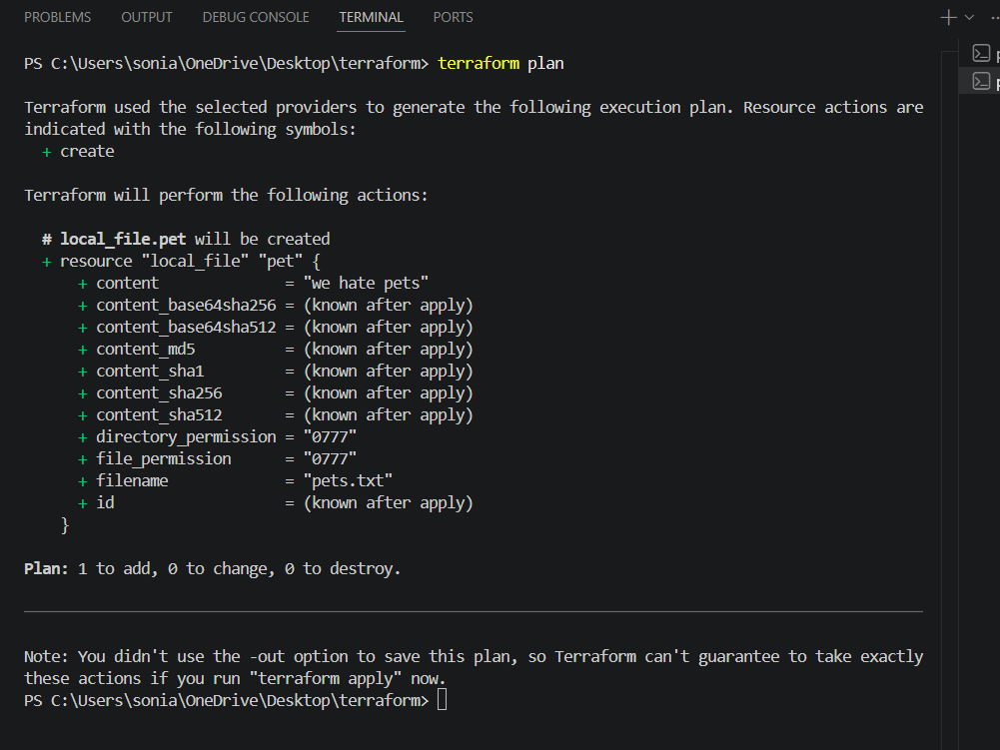 PROBLEMS OUTPUT DEBUG CONSOLE TERMINAL PORTS
PS C:\Users\sonia\OneDrive\Desktop\terraform> terraform plan
Terraform used the selected providers to generate the following execution plan. Resource actions are
indicated with the following symbols:
+ create
Terraform will perform the following actions:
# local_file.pet will be created
+ resource "local_file" "pet" {
+ content = "we hate pets"
+ content_base64sha256 = (known after apply)
+ content_base64sha512 = (known after apply)
+ content_md5 = (known after apply)
+ content_sha1 = (known after apply)
+ content_sha256 = (known after apply)
+ content_sha512 = (known after apply)
+ directory_permission = "0777"
+ file_permission = "0777"
+ filename = "pets.txt"
+ id = (known after apply)
}
Plan: 1 to add, 0 to change, 0 to destroy.
Note: You didn't use the -out option to save this plan, so Terraform can't guarantee to take exactly
these actions if you run "terraform apply" now.
PS C:\Users\sonia\OneDrive\Desktop\terraform>